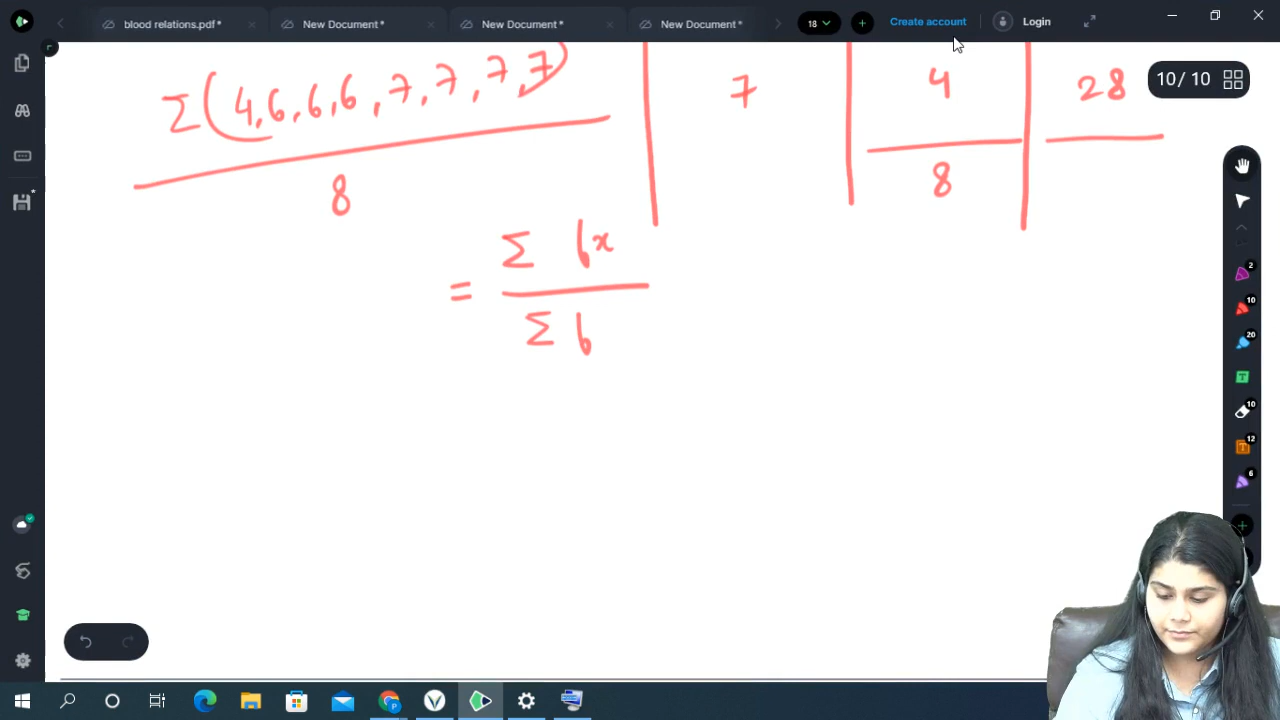 blood relations.pdf* New Document* New Document* New Document* 18 Create account Login
10/ 10
Σ(4,6,6,6,7,7,7,7) 7 4 28
8 8
= Σ fx
Σ f
2
10
20
T
10
12
T
6